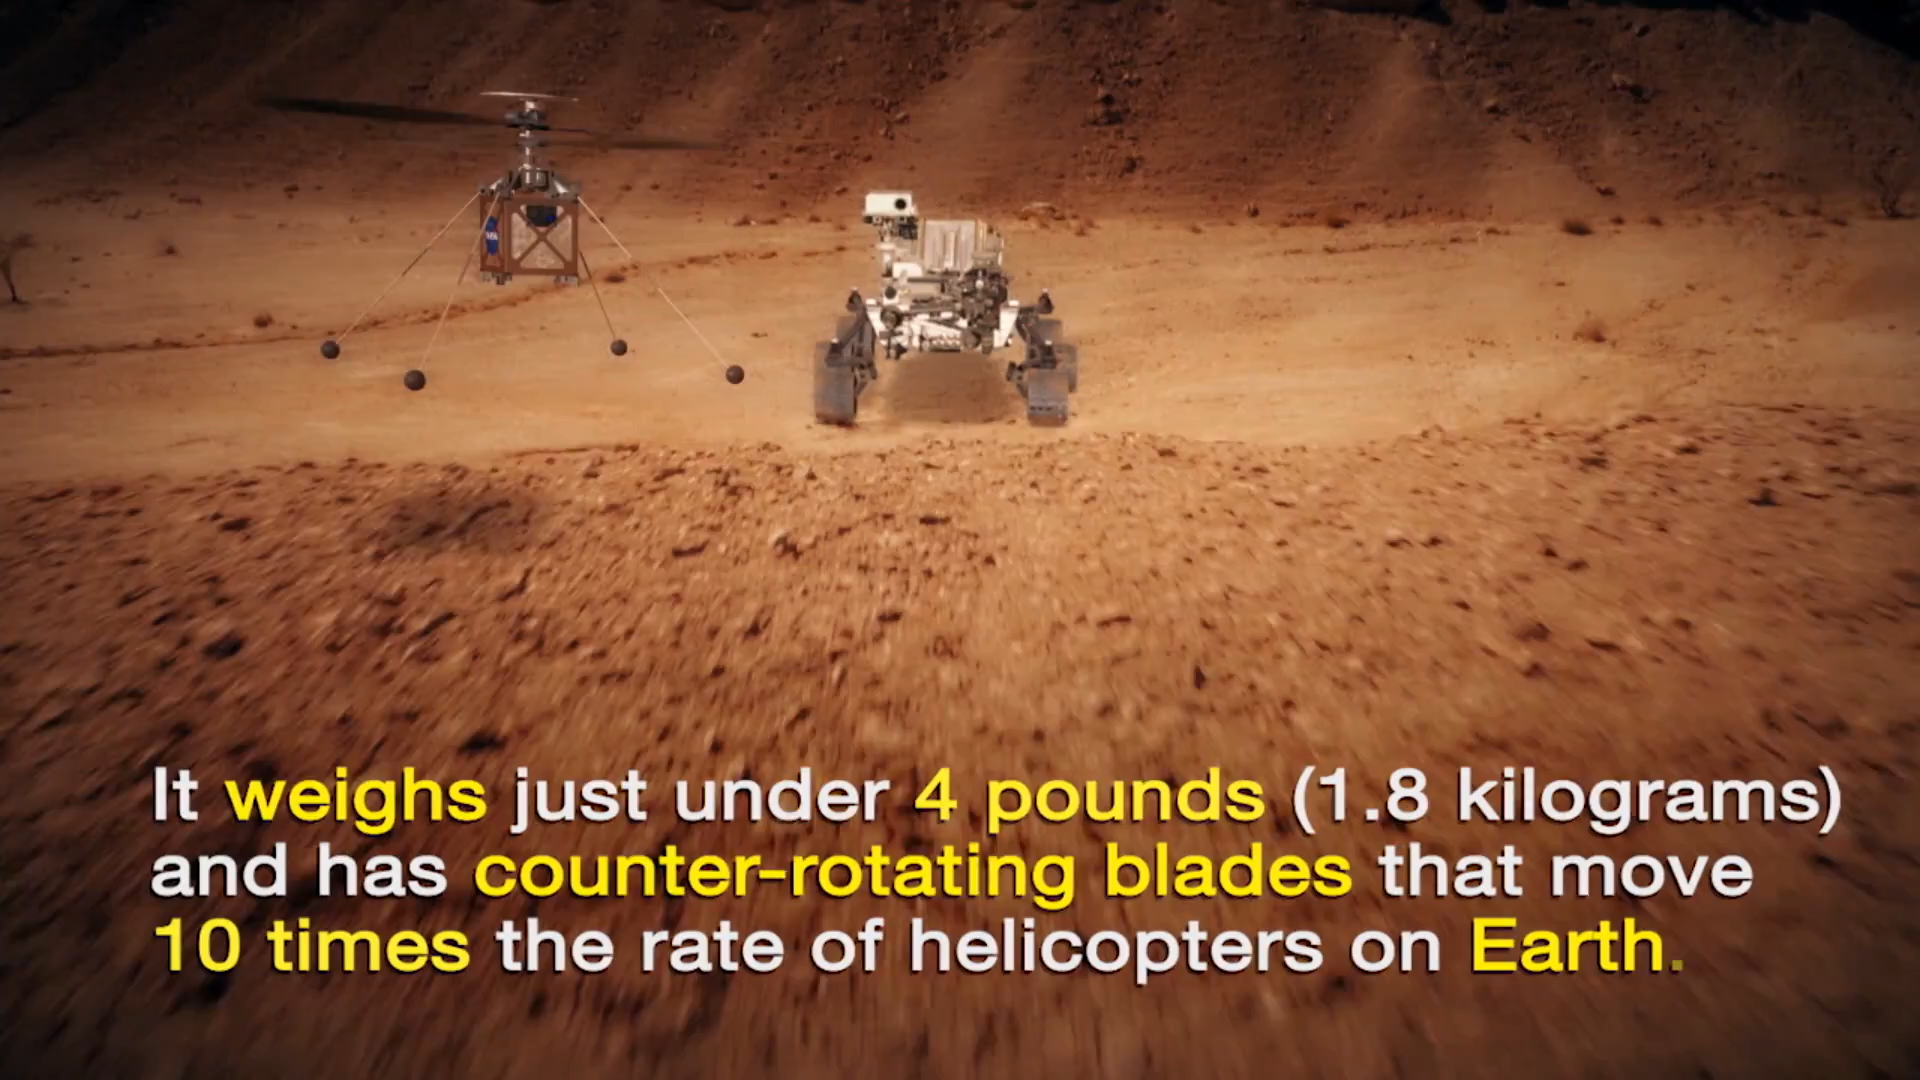 It weighs just under 4 pounds (1.8 kilograms)
and has counter-rotating blades that move
10 times the rate of helicopters on Earth.
NASA